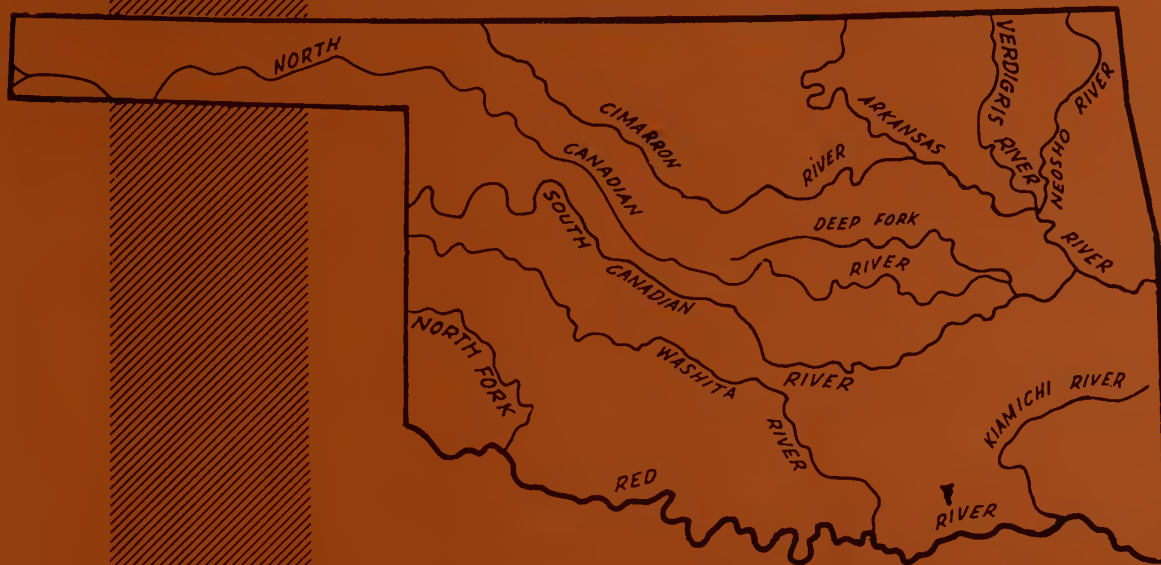 NORTH
CANADIAN
RIVER
CIMARRON
RIVER
ARKANSAS
RIVER
VERDIGRIS
RIVER
NEOSHO
RIVER
DEEP FORK
SOUTH
CANADIAN
RIVER
NORTH FORK
WASHITA
RIVER
KIAMICHI RIVER
RED
RIVER